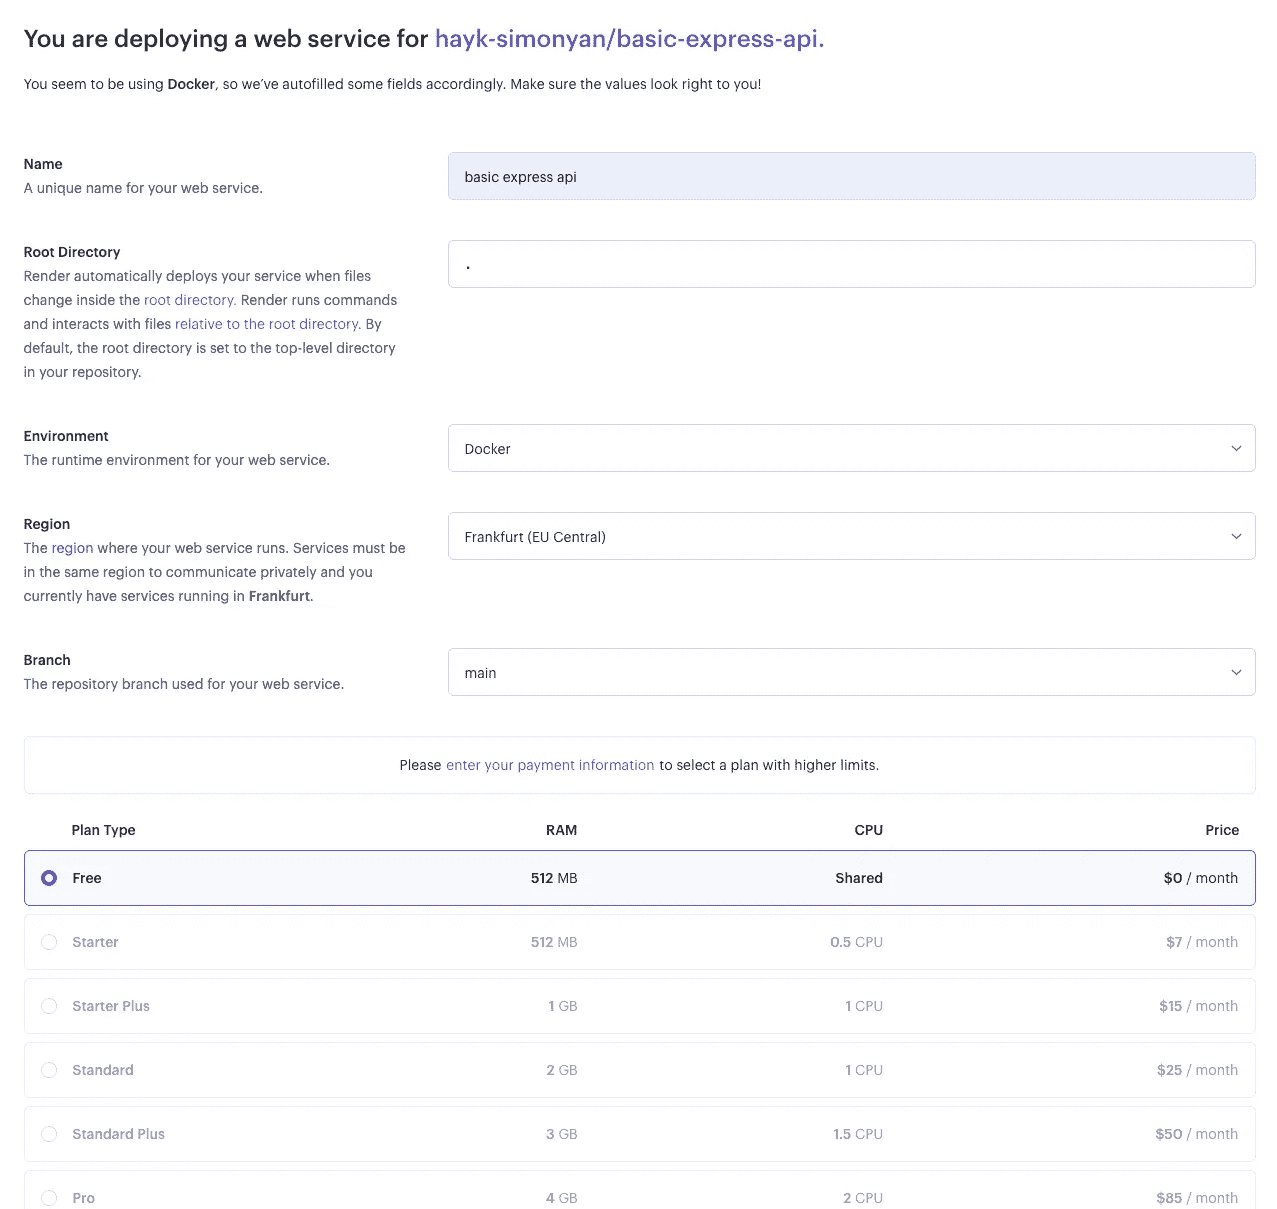 You are deploying a web service for hayk-simonyan/basic-express-api.
You seem to be using Docker, so we've autofilled some fields accordingly. Make sure the values look right to you!
Name
A unique name for your web service.
basic express api
Root Directory
Render automatically deploys your service when files
change inside the root directory. Render runs commands
and interacts with files relative to the root directory. By
default, the root directory is set to the top-level directory
in your repository.
.
Environment
The runtime environment for your web service.
Docker
Region
The region where your web service runs. Services must be
in the same region to communicate privately and you
currently have services running in Frankfurt.
Frankfurt (EU Central)
Branch
The repository branch used for your web service.
main
Please enter your payment information to select a plan with higher limits.
Plan Type RAM CPU Price
Free 512 MB Shared $0 / month
Starter 512 MB 0.5 CPU $7 / month
Starter Plus 1 GB 1 CPU $15 / month
Standard 2 GB 1 CPU $25 / month
Standard Plus 3 GB 1.5 CPU $50 / month
Pro 4 GB 2 CPU $85 / month